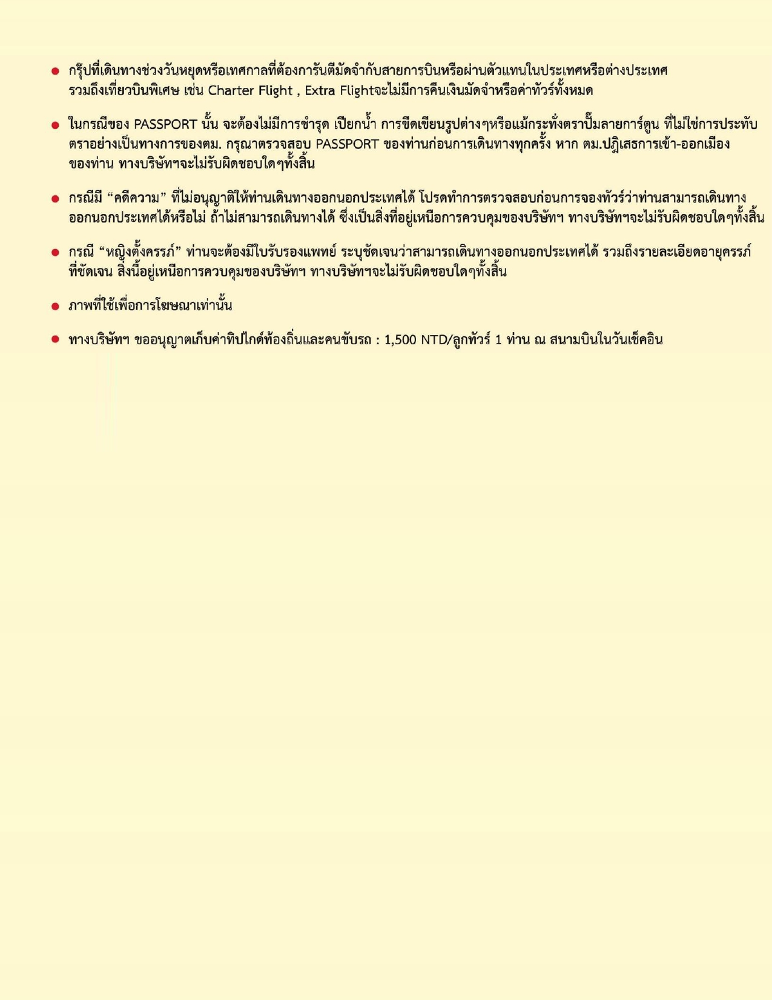 ● กรุ๊ปที่เดินทางช่วงวันหยุดหรือเทศกาลที่ต้องการันตีมัดจำกับสายการบินหรือผ่านตัวแทนในประเทศหรือต่างประเทศ
รวมถึงเที่ยวบินพิเศษ เช่น Charter Flight , Extra Flightจะไม่มีการคืนเงินมัดจำหรือค่าทัวร์ทั้งหมด
● ในกรณีของ PASSPORT นั้น จะต้องไม่มีการชำรุด เปียกน้ำ การขีดเขียนรูปต่างๆหรือแม้กระทั่งตราปั๊มลายการ์ตูน ที่ไม่ใช่การประทับ
ตราอย่างเป็นทางการของตม. กรุณาตรวจสอบ PASSPORT ของท่านก่อนการเดินทางทุกครั้ง หาก ตม.ปฎิเสธการเข้า-ออกเมือง
ของท่าน ทางบริษัทฯจะไม่รับผิดชอบใดๆทั้งสิ้น
● กรณีมี “คดีความ” ที่ไม่อนุญาติให้ท่านเดินทางออกนอกประเทศได้ โปรดทำการตรวจสอบก่อนการจองทัวร์ว่าท่านสามารถเดินทาง
ออกนอกประเทศได้หรือไม่ ถ้าไม่สามารถเดินทางได้ ซึ่งเป็นสิ่งที่อยู่เหนือการควบคุมของบริษัทฯ ทางบริษัทฯจะไม่รับผิดชอบใดๆทั้งสิ้น
● กรณี “หญิงตั้งครรภ์” ท่านจะต้องมีใบรับรองแพทย์ ระบุชัดเจนว่าสามารถเดินทางออกนอกประเทศได้ รวมถึงรายละเอียดอายุครรภ์
ที่ชัดเจน สิ่งนี้อยู่เหนือการควบคุมของบริษัทฯ ทางบริษัทฯจะไม่รับผิดชอบใดๆทั้งสิ้น
● ภาพที่ใช้เพื่อการโฆษณาเท่านั้น
● ทางบริษัทฯ ขออนุญาตเก็บค่าทิปไกด์ท้องถิ่นและคนขับรถ : 1,500 NTD/ลูกทัวร์ 1 ท่าน ณ สนามบินในวันเช็คอิน